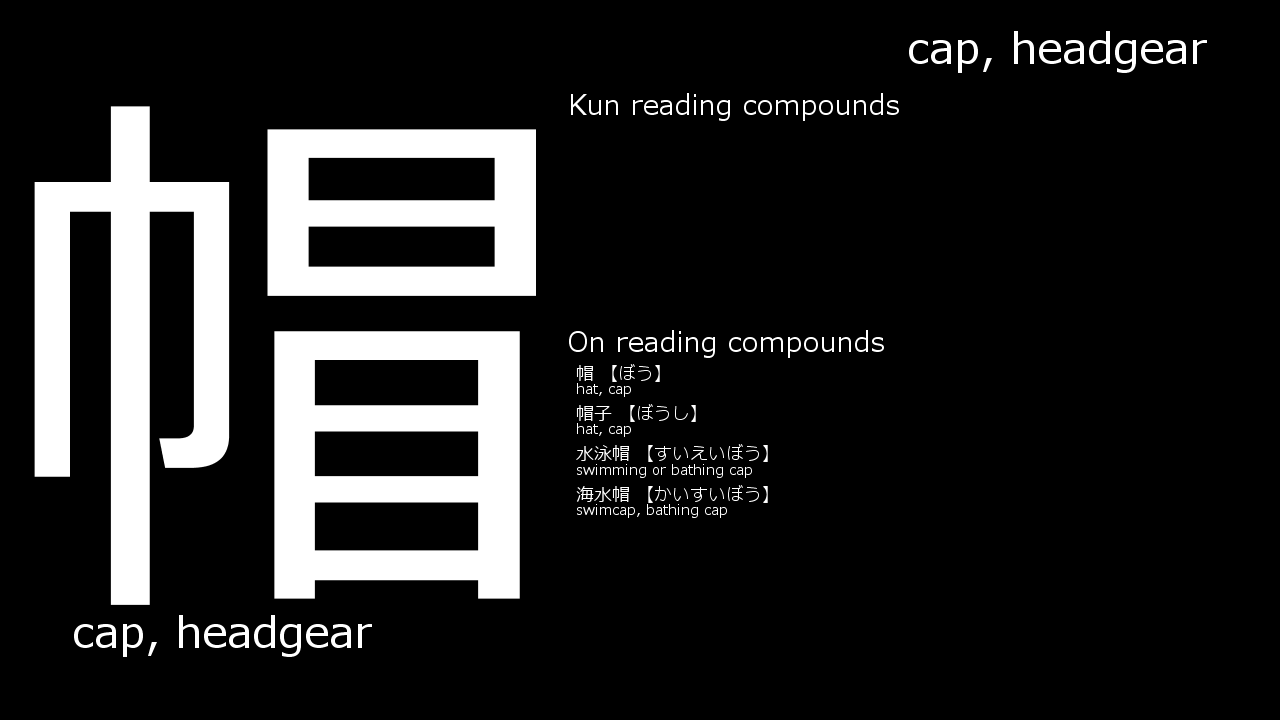 cap, headgear
帽
cap, headgear
Kun reading compounds
On reading compounds
帽 【ぼう】
hat, cap
帽子 【ぼうし】
hat, cap
水泳帽 【すいえいぼう】
swimming or bathing cap
海水帽 【かいすいぼう】
swimcap, bathing cap